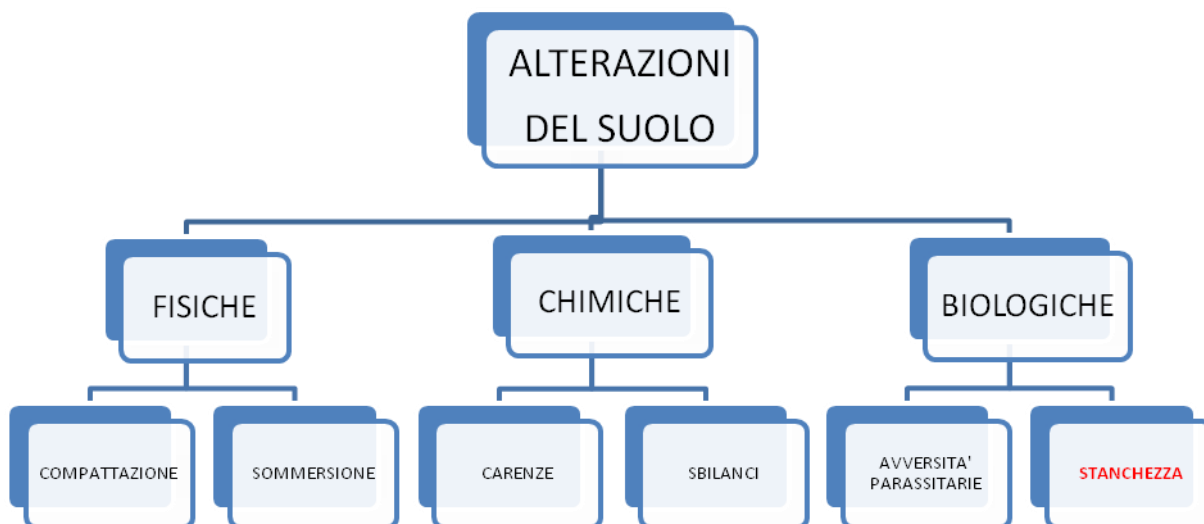 ALTERAZIONI
DEL SUOLO
FISICHE
CHIMICHE
BIOLOGICHE
COMPATTAZIONE
SOMMERSIONE
CARENZE
SBILANCI
AVVERSITA'
PARASSITARIE
STANCHEZZA